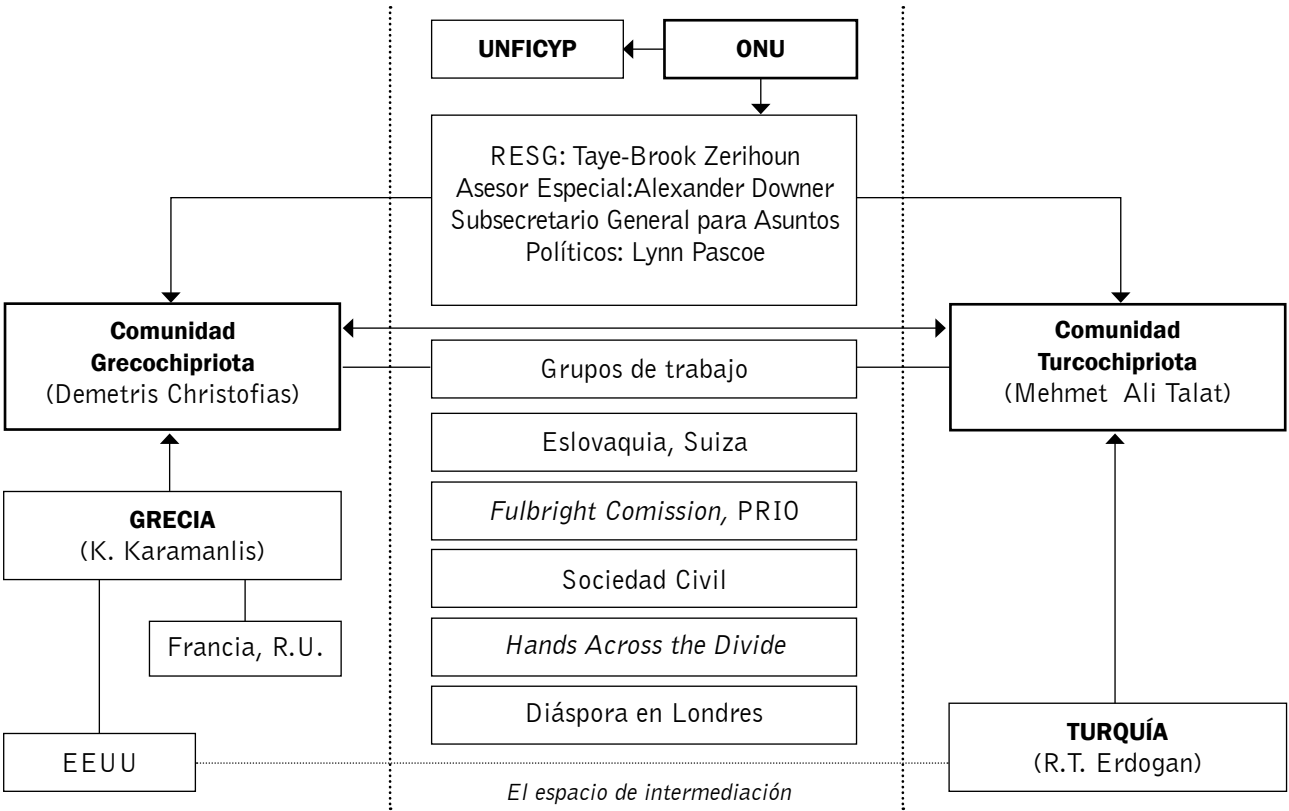 UNFICYP
ONU
RESG: Taye-Brook Zerihoun
Asesor Especial:Alexander Downer
Subsecretario General para Asuntos
Políticos: Lynn Pascoe
Comunidad
Grecochipriota
(Demetris Christofias)
Comunidad
Turcochipriota
(Mehmet Ali Talat)
Grupos de trabajo
Eslovaquia, Suiza
Fulbright Comission, PRIO
Sociedad Civil
Hands Across the Divide
Diáspora en Londres
GRECIA
(K. Karamanlis)
Francia, R.U.
EEUU
TURQUÍA
(R.T. Erdogan)
El espacio de intermediación